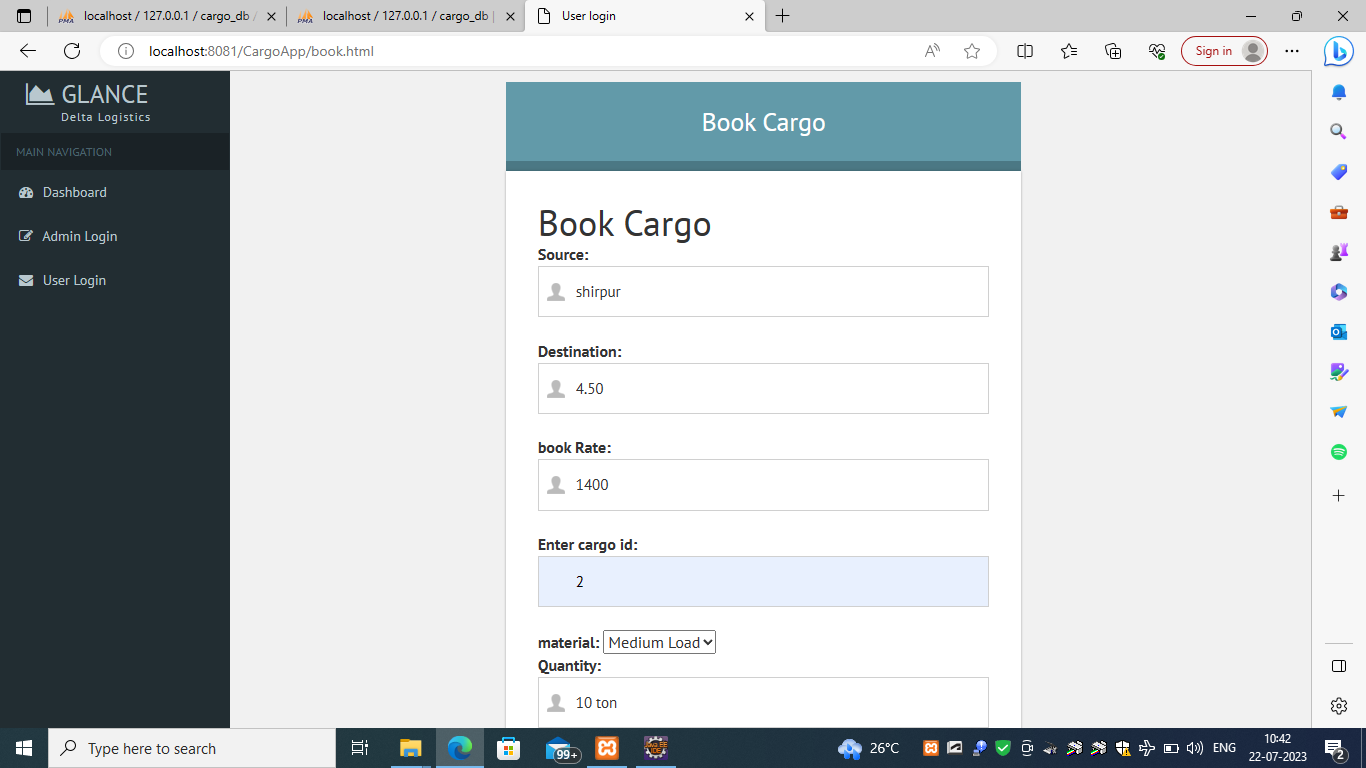 localhost / 127.0.0.1 / cargo_db /
localhost / 127.0.0.1 / cargo_db |
User login
localhost:8081/CargoApp/book.html
Sign in
GLANCE
Delta Logistics
MAIN NAVIGATION
Dashboard
Admin Login
User Login
Book Cargo
Book Cargo
Source:
shirpur
Destination:
4.50
book Rate:
1400
Enter cargo id:
2
material: Medium Load
Quantity:
10 ton
Type here to search
99+
26°C
ENG
10:42
22-07-2023
2